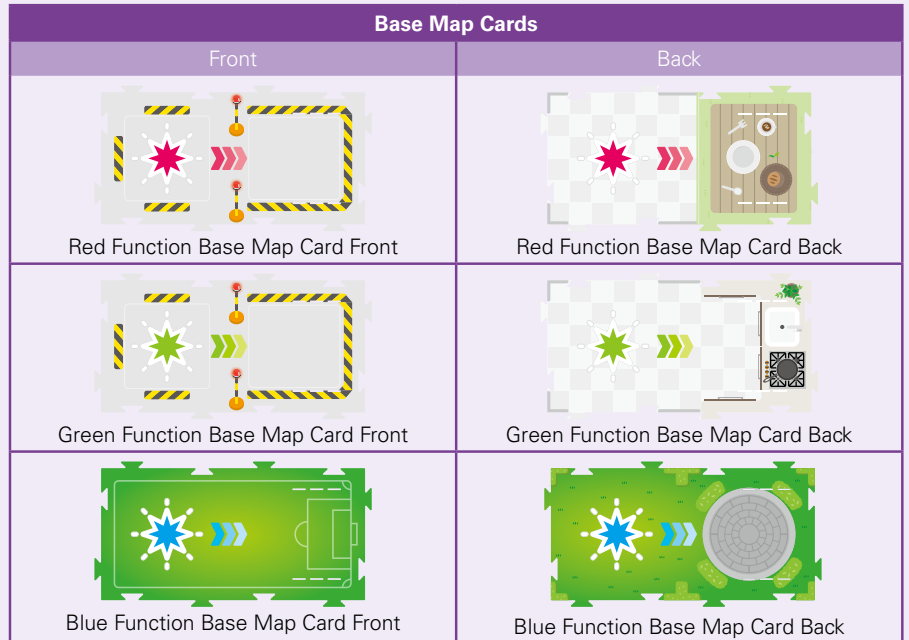 Base Map Cards
Front
Back
Red Function Base Map Card Front
Red Function Base Map Card Back
Green Function Base Map Card Front
Green Function Base Map Card Back
Blue Function Base Map Card Front
Blue Function Base Map Card Back